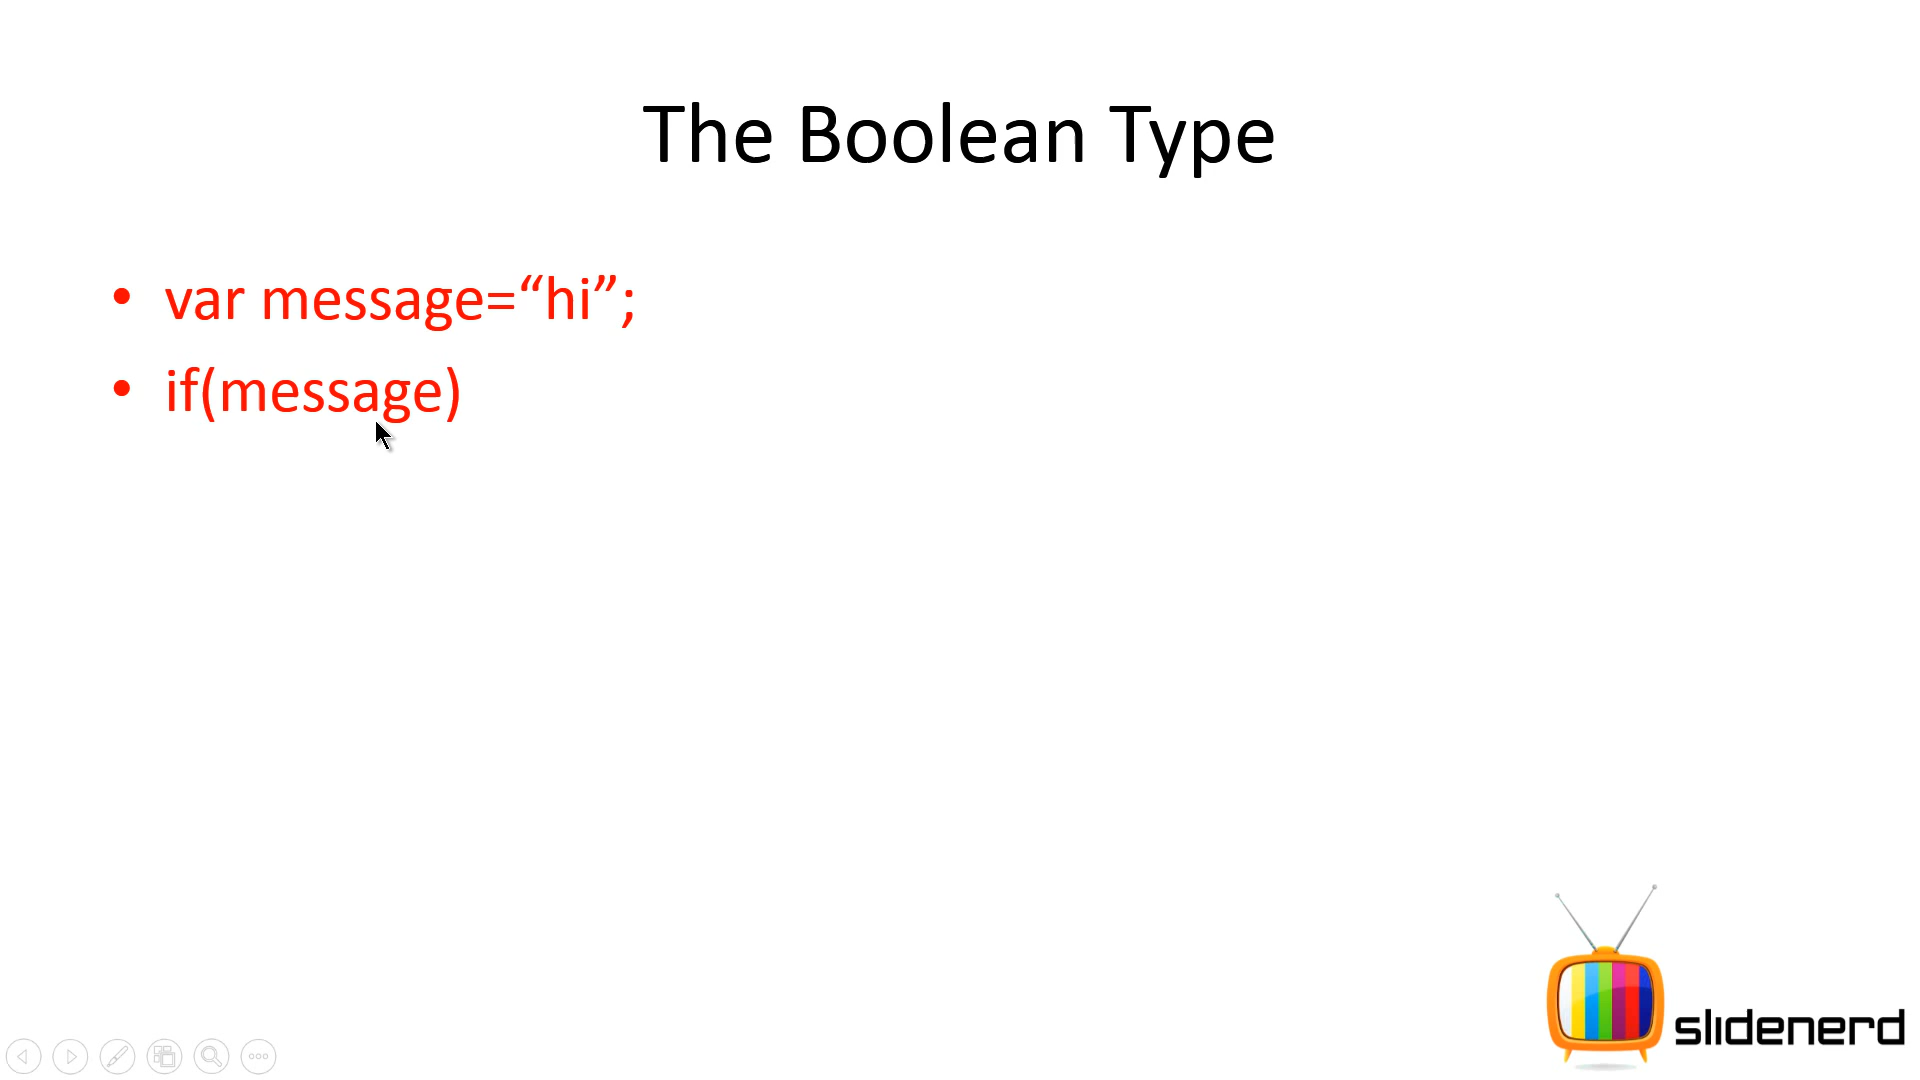 The Boolean Type
• var message=“hi”;
• if(message)
slidenerd